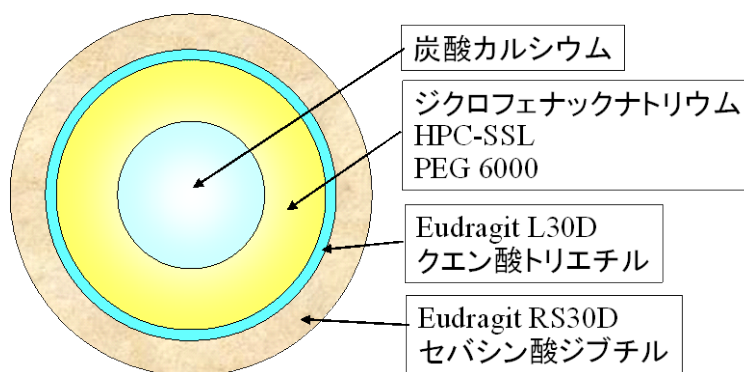 炭酸カルシウム
ジクロフェナックナトリウム
HPC-SSL
PEG 6000
Eudragit L30D
クエン酸トリエチル
Eudragit RS30D
セバシン酸ジブチル